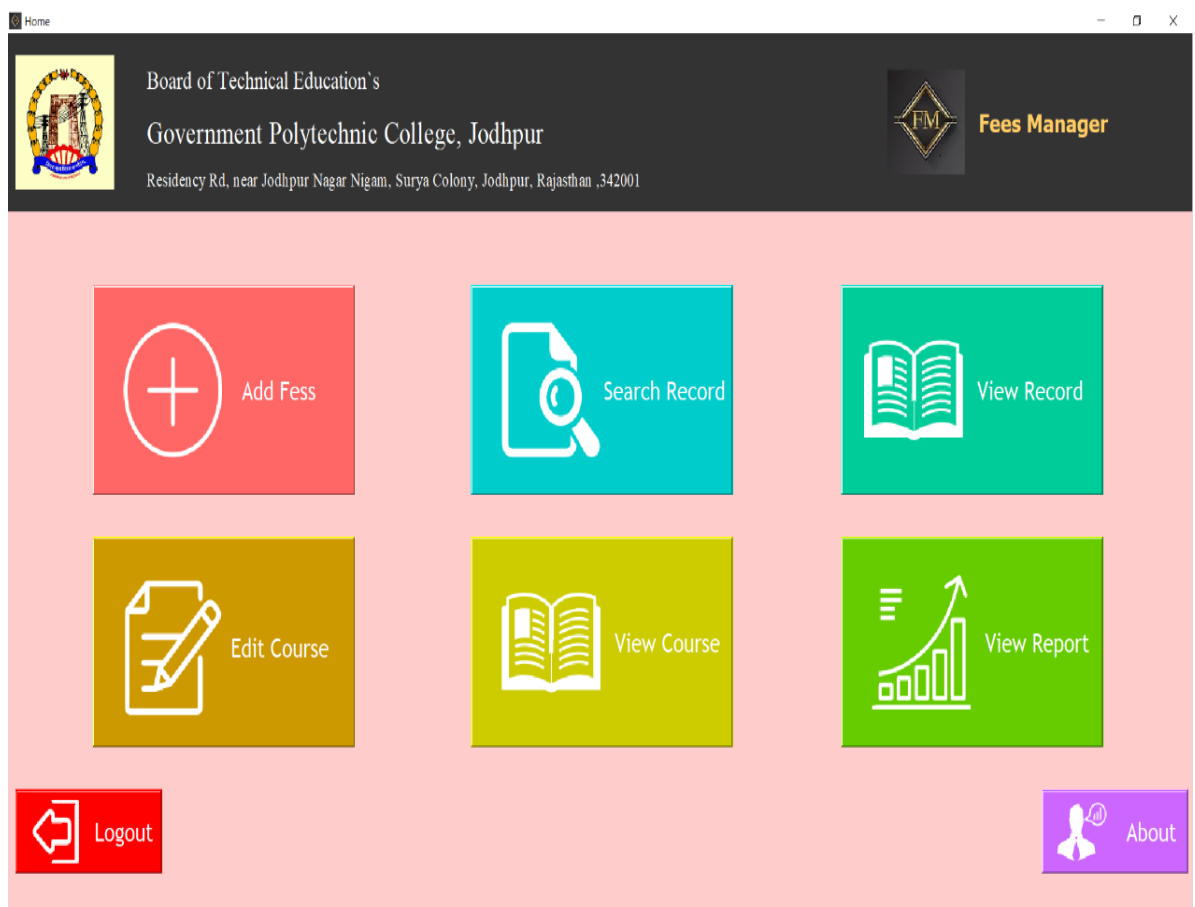 Home
Board of Technical Education`s
Government Polytechnic College, Jodhpur
Residency Rd, near Jodhpur Nagar Nigam, Surya Colony, Jodhpur, Rajasthan ,342001
FM
Fees Manager
Add Fess
Search Record
View Record
Edit Course
View Course
View Report
Logout
About